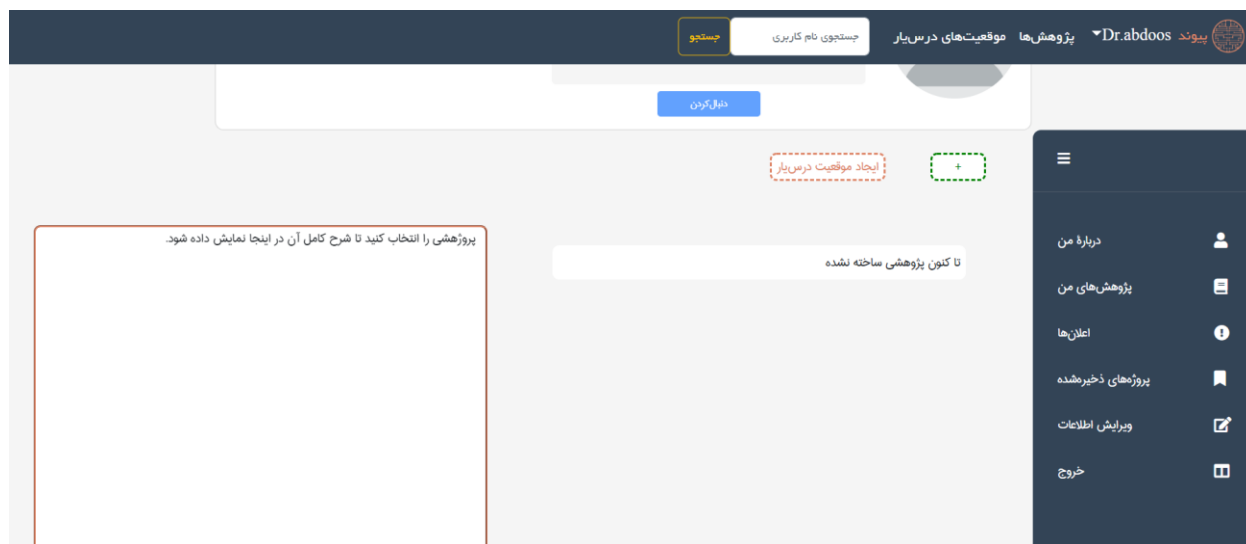 پیوند Dr.abdoos پژوهش‌ها موقعیت‌های درس‌یار جستجوی نام کاربری جستجو
دنبال‌کردن
+ ایجاد موقعیت درس‌یار
تا کنون پژوهشی ساخته نشده
پروژهشی را انتخاب کنید تا شرح کامل آن در اینجا نمایش داده شود.
دربارهٔ من
پژوهش‌های من
اعلان‌ها
پروژه‌های ذخیره‌شده
ویرایش اطلاعات
خروج